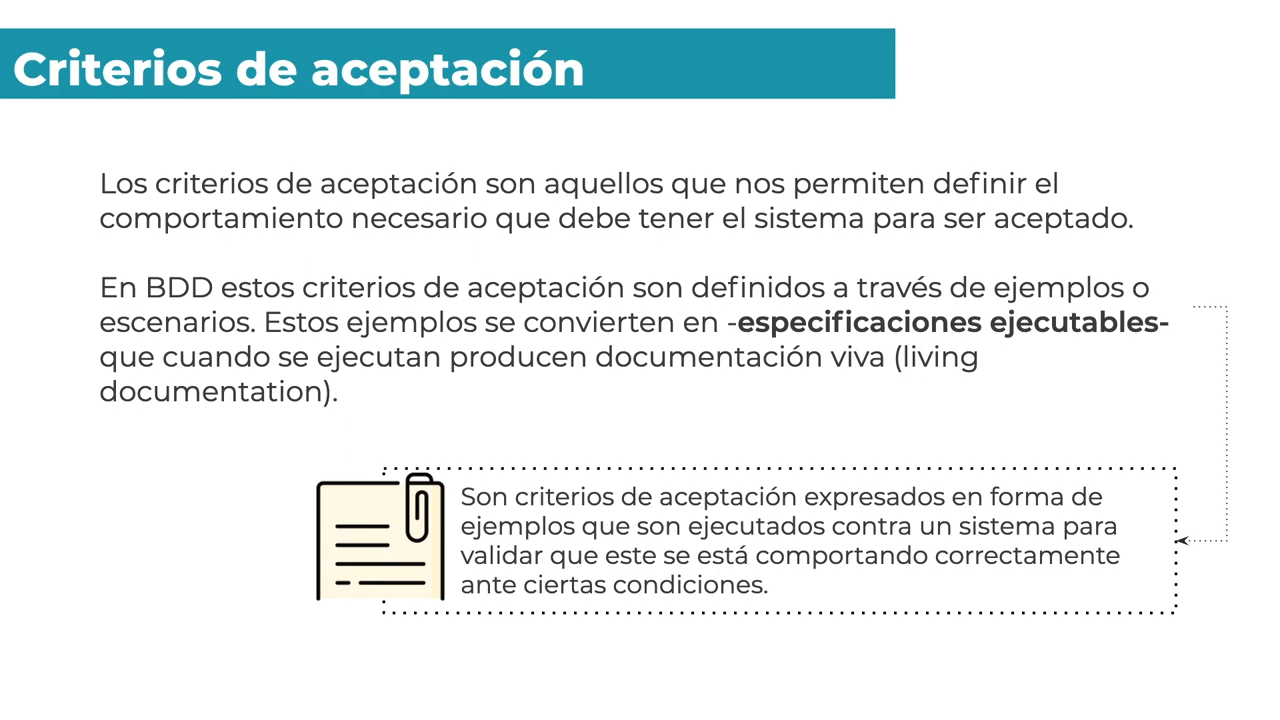 Criterios de aceptación
Los criterios de aceptación son aquellos que nos permiten definir el
comportamiento necesario que debe tener el sistema para ser aceptado.
En BDD estos criterios de aceptación son definidos a través de ejemplos o
escenarios. Estos ejemplos se convierten en -especificaciones ejecutables-
que cuando se ejecutan producen documentación viva (living
documentation).
Son criterios de aceptación expresados en forma de
ejemplos que son ejecutados contra un sistema para
validar que este se está comportando correctamente
ante ciertas condiciones.